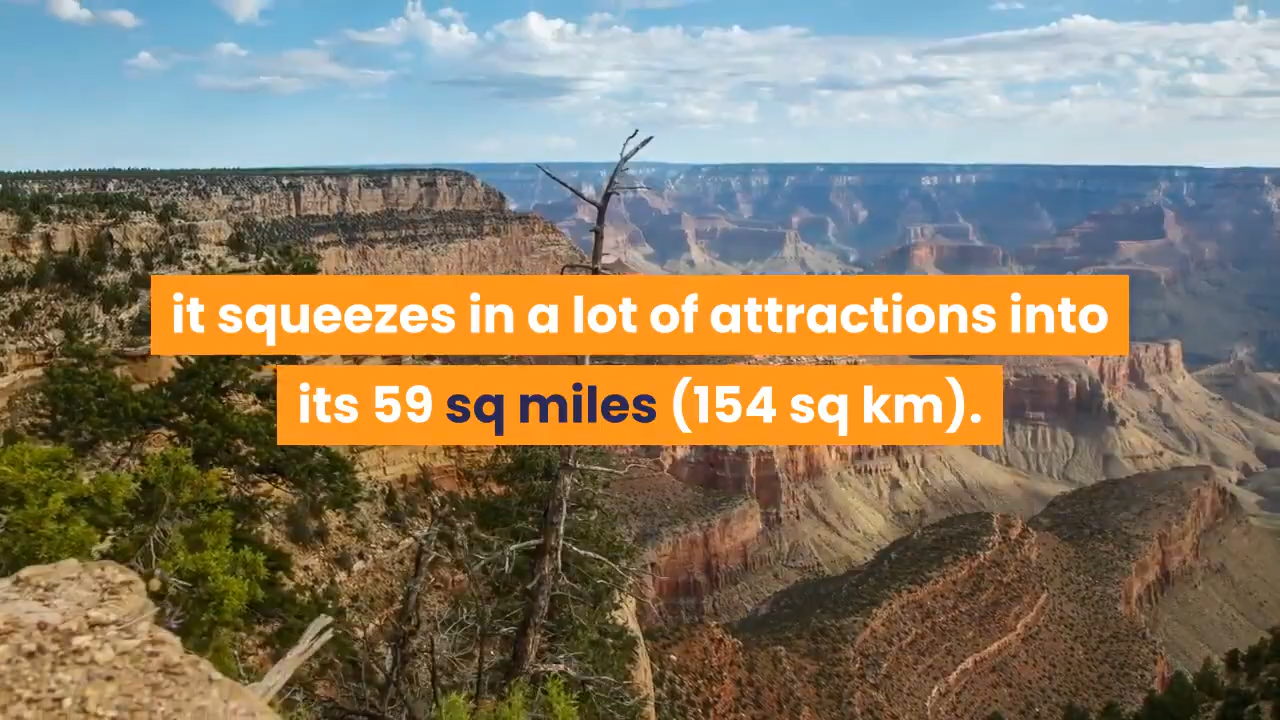 it squeezes in a lot of attractions into
its 59 sq miles (154 sq km).